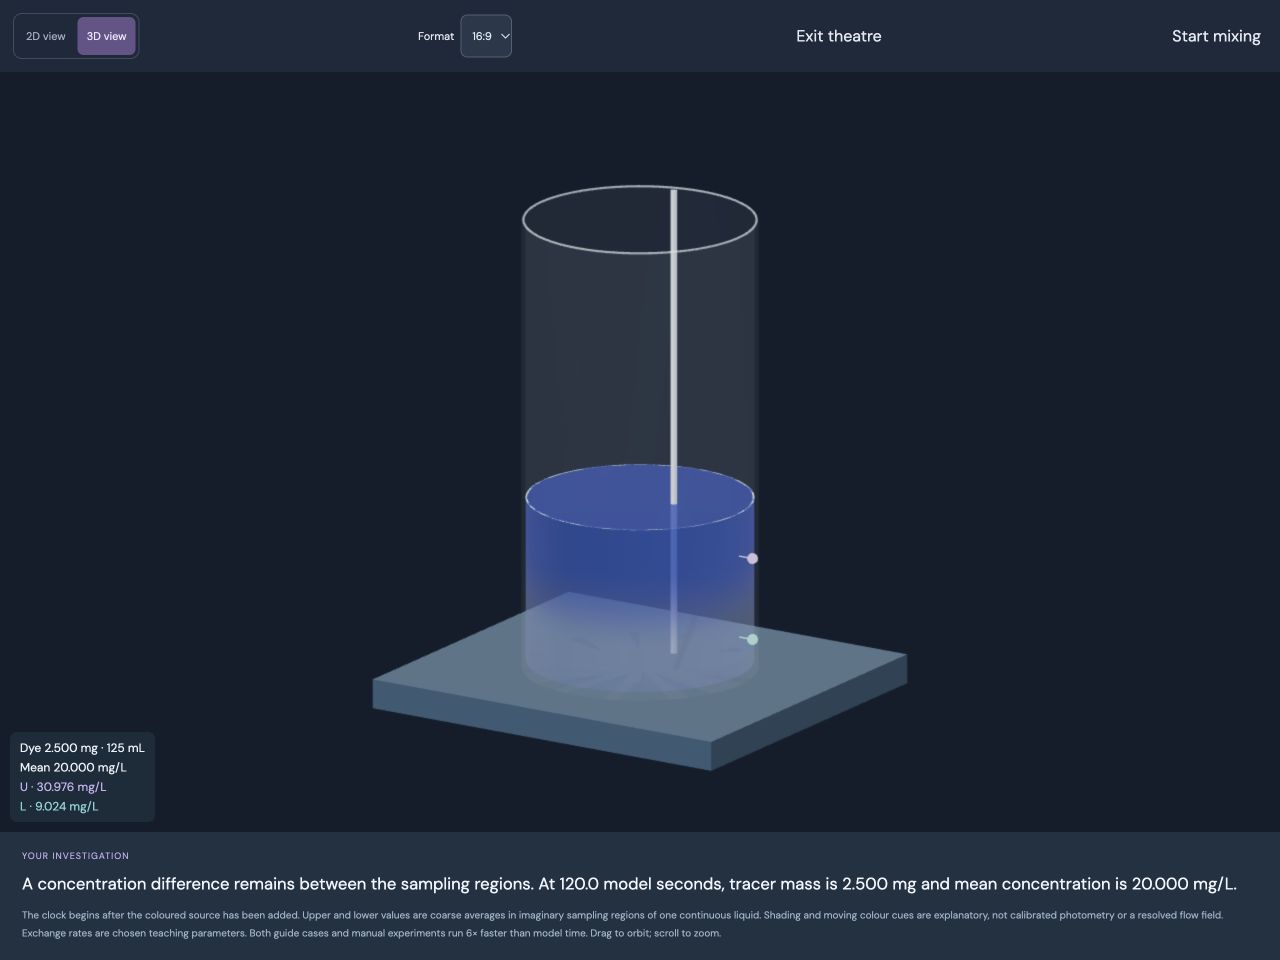 2D view
3D view
Format
16:9
Exit theatre
Start mixing
Dye 2.500 mg · 125 mL
Mean 20.000 mg/L
U · 30.976 mg/L
L · 9.024 mg/L
YOUR INVESTIGATION
A concentration difference remains between the sampling regions. At 120.0 model seconds, tracer mass is 2.500 mg and mean concentration is 20.000 mg/L.
The clock begins after the coloured source has been added. Upper and lower values are coarse averages in imaginary sampling regions of one continuous liquid. Shading and moving colour cues are explanatory, not calibrated photometry or a resolved flow field.
Exchange rates are chosen teaching parameters. Both guide cases and manual experiments run 6× faster than model time. Drag to orbit; scroll to zoom.